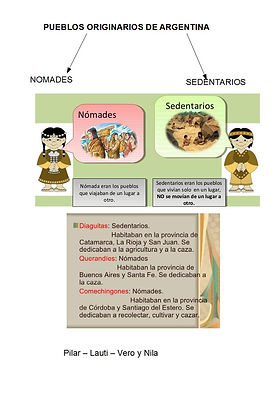 PUEBLOS ORIGINARIOS DE ARGENTINA
NOMADES
SEDENTARIOS
Nómades
Sedentarios
Nómada eran los pueblos
que viajaban de un lugar a
otro.
Sedentarios eran los pueblos
que vivían solo en un lugar,
NO se movían de un lugar a
otro.
Diaguitas: Sedentarios.
Habitaban en la provincia de
Catamarca, La Rioja y San Juan. Se
dedicaban a la agricultura y a la caza.
Querandíes: Nómados
Habitaban la provincia de
Buenos Aires y Santa Fe. Se dedicaban a
la caza.
Comechingones: Nómades.
Habitaban en la provincia
de Córdoba y Santiago del Estero. Se
dedicaban a recolectar, cultivar y cazar.
Pilar – Lauti – Vero y Nila